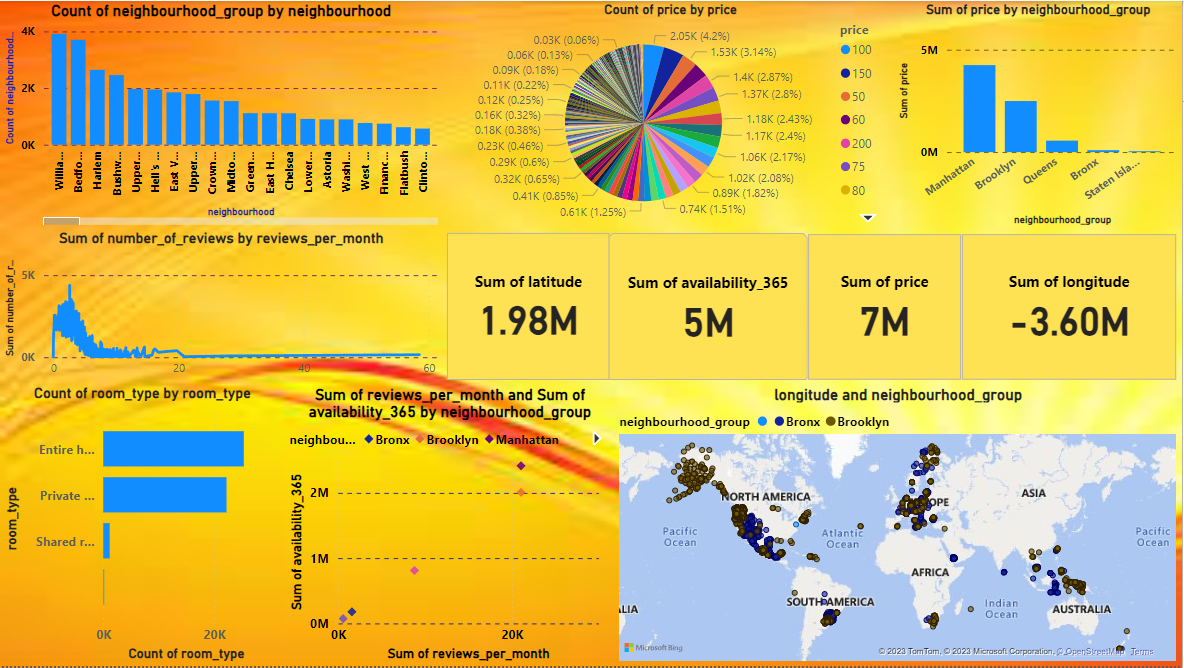 Count of neighbourhood_group by neighbourhood
Count of neighbourhood...
4K
2K
0K
Willia...
Bedfo...
Harlem
Bushw...
Upper...
Hell's ...
East V...
Upper...
Crown...
Midto...
Green...
East H...
Chelsea
Lower...
Astoria
Washi...
West ...
Financ...
Flatbush
Clinto...
neighbourhood
Count of price by price
0.03K (0.06%)
0.06K (0.13%)
0.09K (0.18%)
0.11K (0.22%)
0.12K (0.25%)
0.16K (0.32%)
0.18K (0.38%)
0.23K (0.46%)
0.29K (0.6%)
0.32K (0.65%)
0.41K (0.85%)
0.61K (1.25%)
2.05K (4.2%)
1.53K (3.14%)
1.4K (2.87%)
1.37K (2.8%)
1.18K (2.43%)
1.17K (2.4%)
1.06K (2.17%)
1.02K (2.08%)
0.89K (1.82%)
0.74K (1.51%)
price
100
150
50
60
200
75
80
Sum of price by neighbourhood_group
Sum of price
5M
0M
Manhattan
Brooklyn
Queens
Bronx
Staten Isla...
neighbourhood_group
Sum of number_of_reviews by reviews_per_month
Sum of number_of_r...
5K
0K
0
20
40
60
Sum of latitude
1.98M
Sum of availability_365
5M
Sum of price
7M
Sum of longitude
-3.60M
Count of room_type by room_type
room_type
Entire h...
Private ...
Shared r...
0K
20K
Count of room_type
Sum of reviews_per_month and Sum of
availability_365 by neighbourhood_group
neighbou...
Bronx
Brooklyn
Manhattan
Sum of availability_365
2M
1M
0M
0K
20K
Sum of reviews_per_month
longitude and neighbourhood_group
neighbourhood_group
Bronx
Brooklyn
NORTH AMERICA
OPE
ASIA
Pacific
Ocean
Atlantic
Ocean
Pacific
Ocean
AFRICA
SOUTH AMERICA
Indian
Ocean
AUSTRALIA
LIA
Microsoft Bing
© 2023 TomTom, © 2023 Microsoft Corporation, © OpenStreetMap Terms